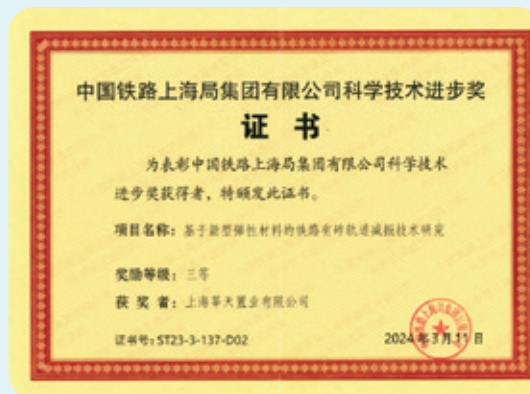 中国铁路上海局集团有限公司科学技术进步奖
证书
为表彰中国铁路上海局集团有限公司科学技术
进步奖获得者,特颁发此证书。
项目名称:基于新型弹性材料的铁路有砟轨道减振技术研究
奖励等级:三等
获奖者:上海莘天置业有限公司
证书号:ST23-3-137-D02
2024年3月11日